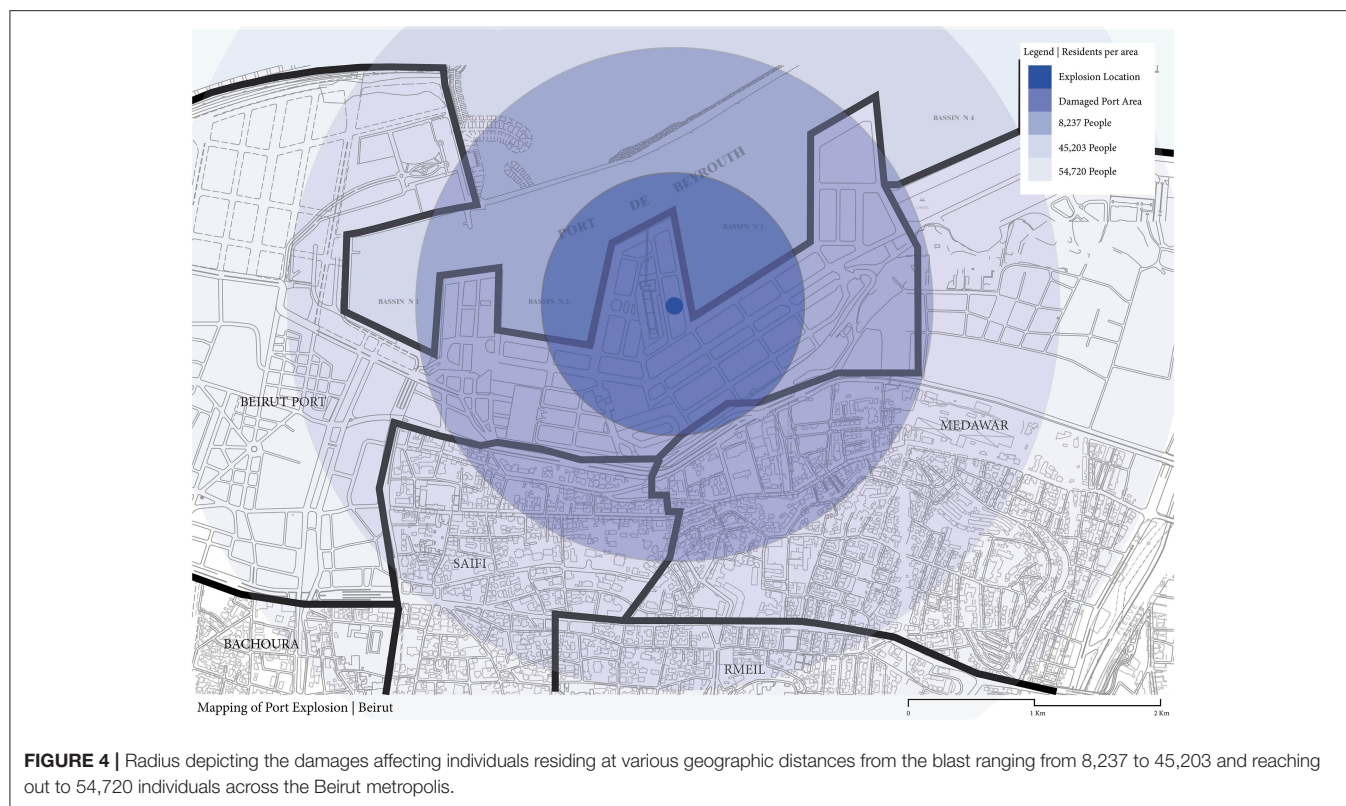 Legend | Residents per area
Explosion Location
Damaged Port Area
8,237 People
45,203 People
54,720 People
BASSIN N 4
PORT DE BEYROUTH
BASSIN N 3
BASSIN N 1
BASSIN N 2
BEIRUT PORT
MEDAWAR
SAIFI
BACHOURA
RMEIL
Mapping of Port Explosion | Beirut
0 1 Km 2 Km
FIGURE 4 | Radius depicting the damages affecting individuals residing at various geographic distances from the blast ranging from 8,237 to 45,203 and reaching
out to 54,720 individuals across the Beirut metropolis.